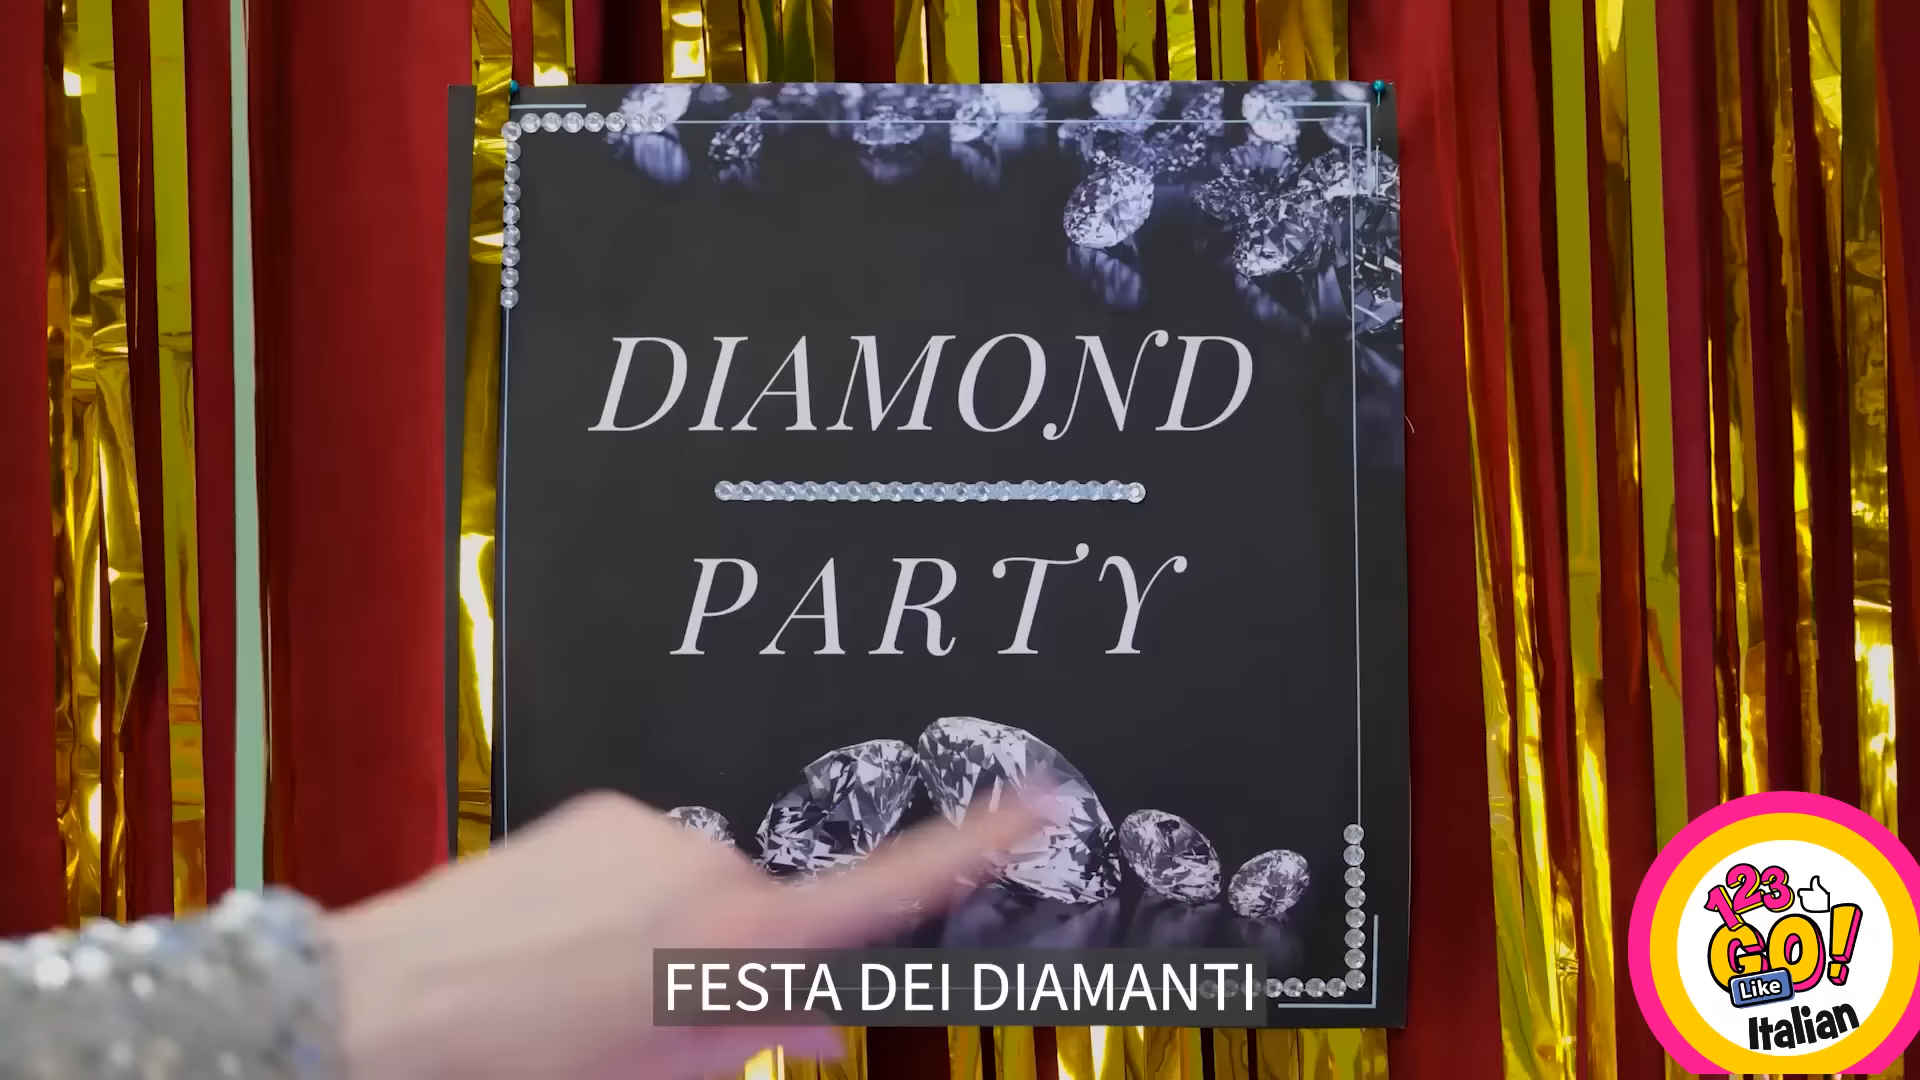 DIAMOND
PARTY
FESTA DEI DIAMANTI
123
GO!
Like
Italian